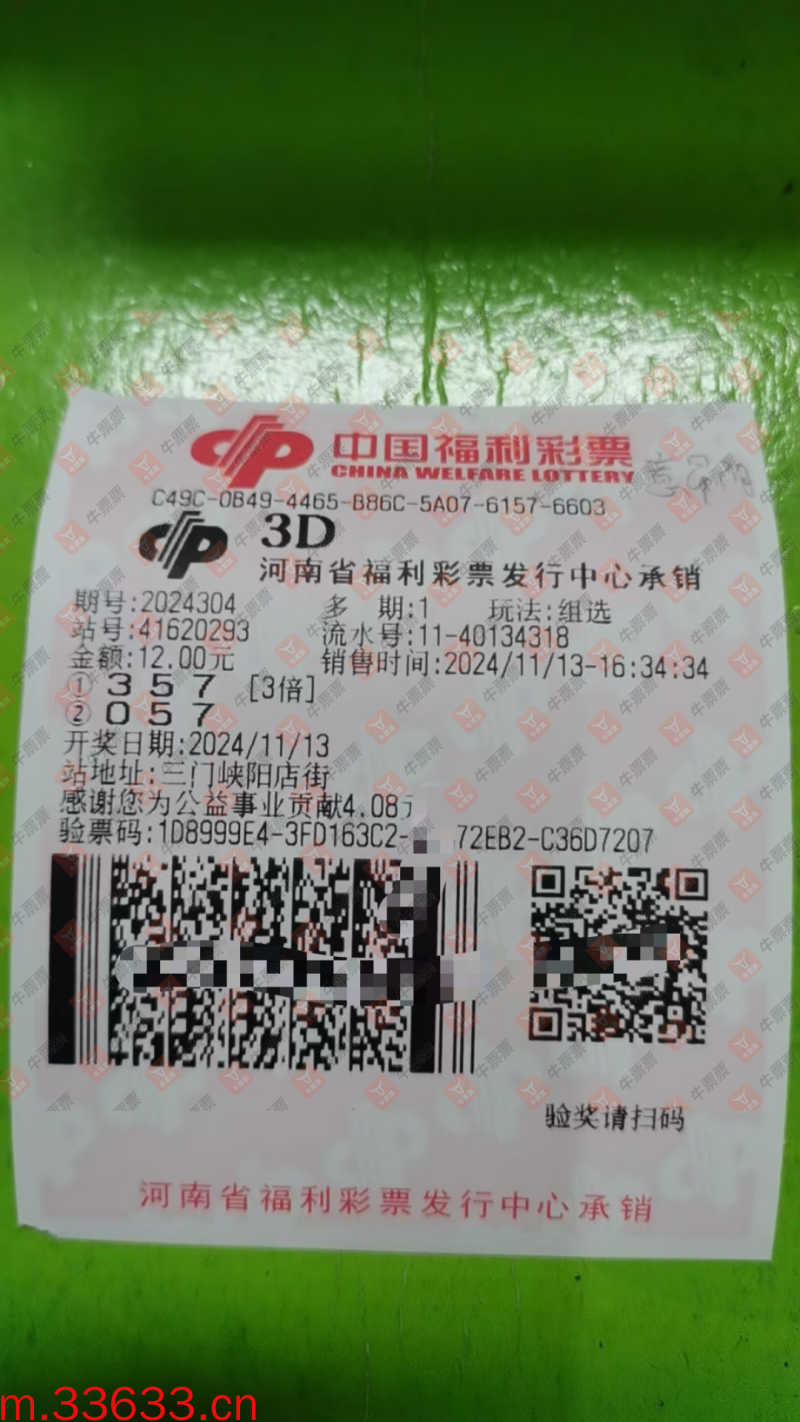 中国福利彩票
CHINA WELFARE LOTTERY
C49C-0B49-4465-B86C-5A07-6157-6603
3D
河南省福利彩票发行中心承销
期号:2024304 多 期:1 玩法:组选
站号:41620293 流水号:11-40134318
金额:12.00元 销售时间:2024/11/13-16:34:34
① 3 5 7 [3倍]
② 0 5 7
开奖日期:2024/11/13
站地址:三门峡阳店街
感谢您为公益事业贡献4.08
验票码:1D8999E4-3FD163C2- 72EB2-C36D7207
验奖请扫码
河南省福利彩票发行中心承销
牛票票
m.33633.cn